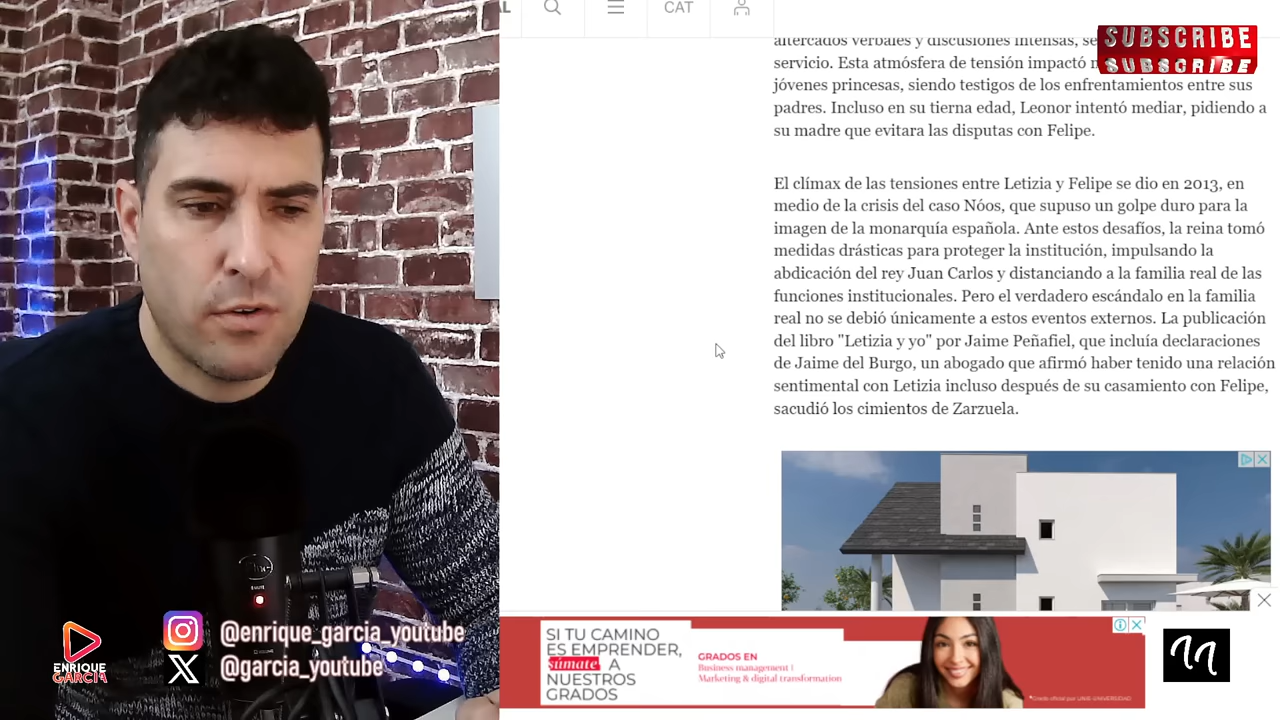 AL
CAT
SUBSCRIBE
SUBSCRIBE
altercados verbales y discusiones intensas,
servicio. Esta atmósfera de tensión impactó
jóvenes princesas, siendo testigos de los enfrentamientos entre sus
padres. Incluso en su tierna edad, Leonor intentó mediar, pidiendo a
su madre que evitara las disputas con Felipe.
El clímax de las tensiones entre Letizia y Felipe se dio en 2013, en
medio de la crisis del caso Nóos, que supuso un golpe duro para la
imagen de la monarquía española. Ante estos desafíos, la reina tomó
medidas drásticas para proteger la institución, impulsando la
abdicación del rey Juan Carlos y distanciando a la familia real de las
funciones institucionales. Pero el verdadero escándalo en la familia
real no se debió únicamente a estos eventos externos. La publicación
del libro "Letizia y yo" por Jaime Peñafiel, que incluía declaraciones
de Jaime del Burgo, un abogado que afirmó haber tenido una relación
sentimental con Letizia incluso después de su casamiento con Felipe,
sacudió los cimientos de Zarzuela.
ENRIQUE
GARCIA
@enrique_garcia_youtube
@garcia_youtube
SI TU CAMINO
ES EMPRENDER,
súmate A
NUESTROS
GRADOS
GRADOS EN
Business management |
Marketing & digital transformation